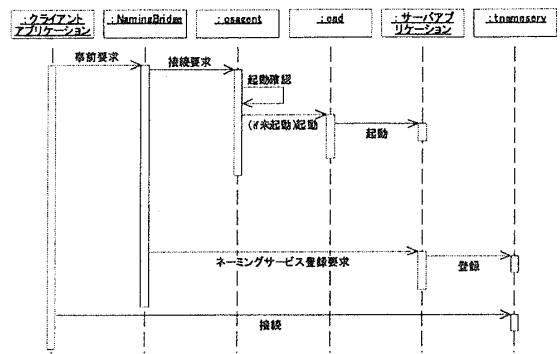 : クライアント
アプリケーション
: NamingBridge
: osagent
: oad
: サーバアプ
リケーション
: tnameserv
事前要求
接続要求
起動確認
(if未起動)起動
起動
ネーミングサービス登録要求
登録
接続